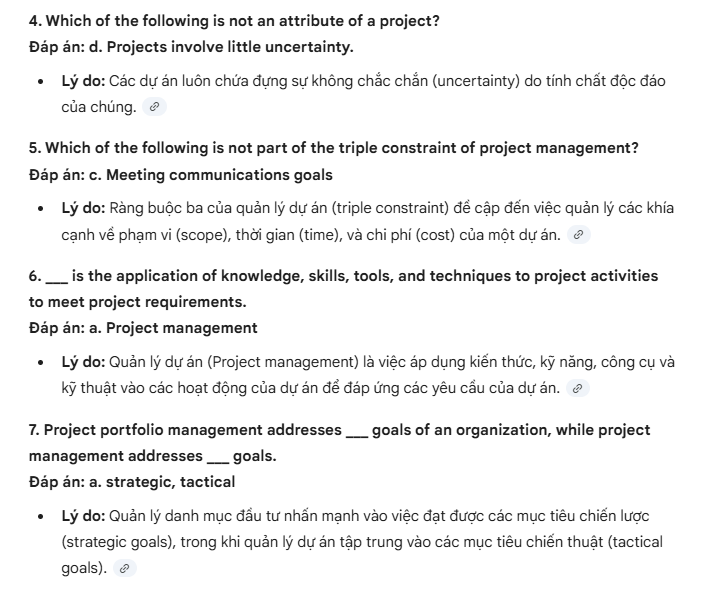 4. Which of the following is not an attribute of a project?
Đáp án: d. Projects involve little uncertainty.
• Lý do: Các dự án luôn chứa đựng sự không chắc chắn (uncertainty) do tính chất độc đáo
của chúng.
5. Which of the following is not part of the triple constraint of project management?
Đáp án: c. Meeting communications goals
• Lý do: Ràng buộc ba của quản lý dự án (triple constraint) đề cập đến việc quản lý các khía
cạnh về phạm vi (scope), thời gian (time), và chi phí (cost) của một dự án.
6. ___ is the application of knowledge, skills, tools, and techniques to project activities
to meet project requirements.
Đáp án: a. Project management
• Lý do: Quản lý dự án (Project management) là việc áp dụng kiến thức, kỹ năng, công cụ và
kỹ thuật vào các hoạt động của dự án để đáp ứng các yêu cầu của dự án.
7. Project portfolio management addresses ___ goals of an organization, while project
management addresses ___ goals.
Đáp án: a. strategic, tactical
• Lý do: Quản lý danh mục đầu tư nhấn mạnh vào việc đạt được các mục tiêu chiến lược
(strategic goals), trong khi quản lý dự án tập trung vào các mục tiêu chiến thuật (tactical
goals).